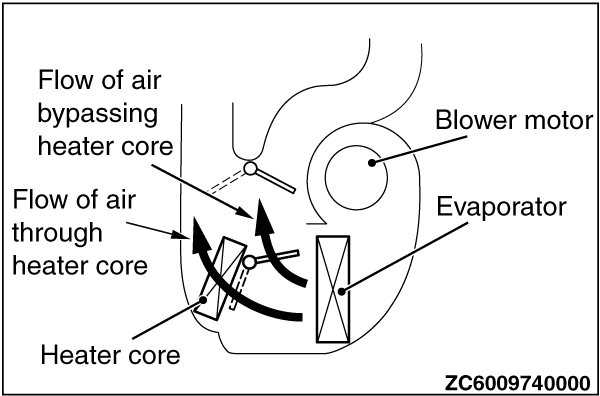 Flow of air
bypassing
heater core
Blower motor
Flow of air
through
heater core
Evaporator
Heater core
ZC6009740000